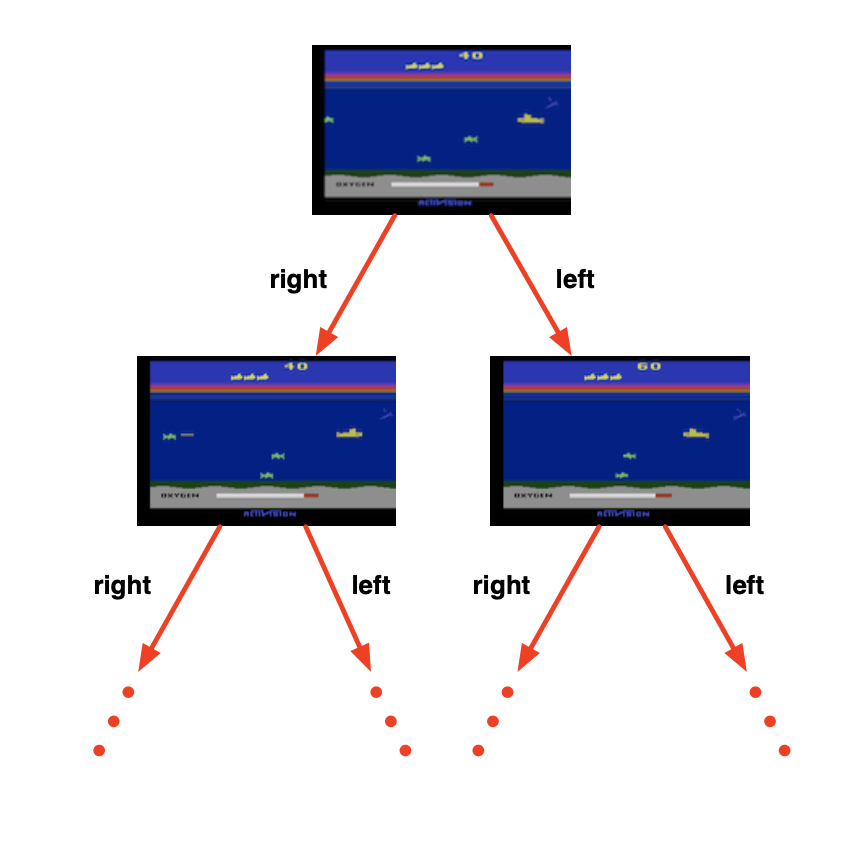 40
OXYGEN
ACTIVISION
right
left
40
60
OXYGEN
OXYGEN
ACTIVISION
ACTIVISION
right
left
right
left